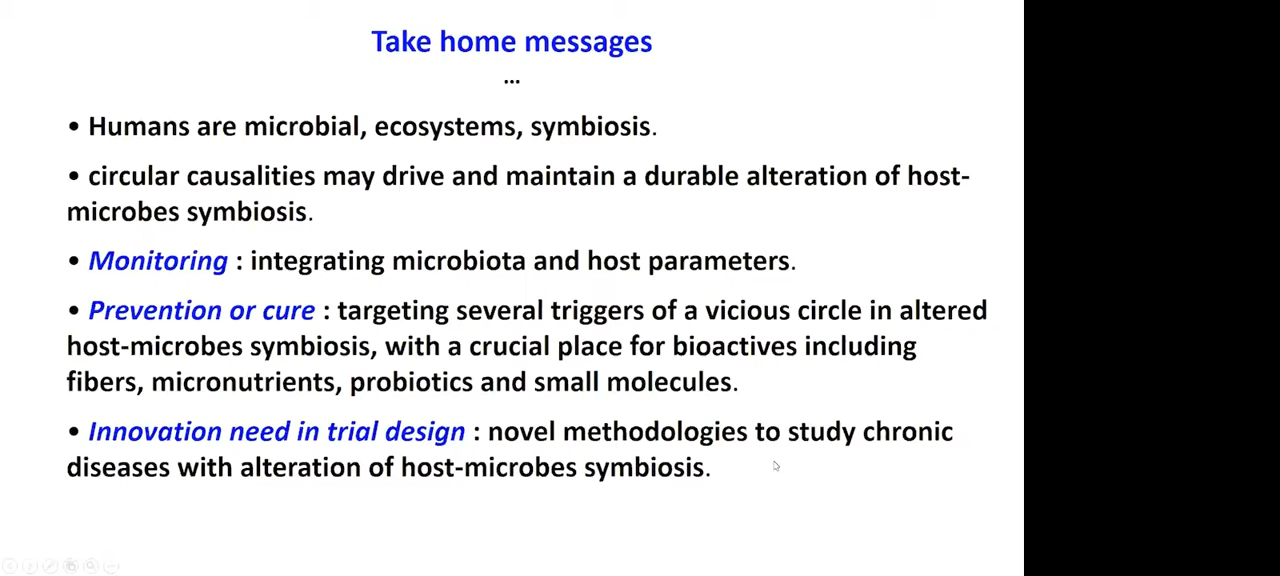 Take home messages
...
• Humans are microbial, ecosystems, symbiosis.
• circular causalities may drive and maintain a durable alteration of host-
microbes symbiosis.
• Monitoring : integrating microbiota and host parameters.
• Prevention or cure : targeting several triggers of a vicious circle in altered
host-microbes symbiosis, with a crucial place for bioactives including
fibers, micronutrients, probiotics and small molecules.
• Innovation need in trial design : novel methodologies to study chronic
diseases with alteration of host-microbes symbiosis.